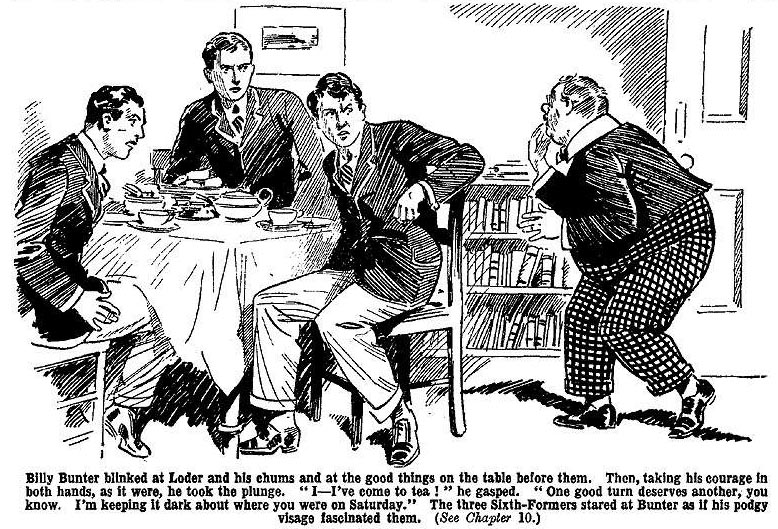 Billy Bunter blinked at Loder and his chums and at the good things on the table before them. Then, taking his courage in
both hands, as it were, he took the plunge. "I—I've come to tea!" he gasped. "One good turn deserves another, you
know. I'm keeping it dark about where you were on Saturday." The three Sixth-Formers stared at Bunter as if his podgy
visage fascinated them. (See Chapter 10.)